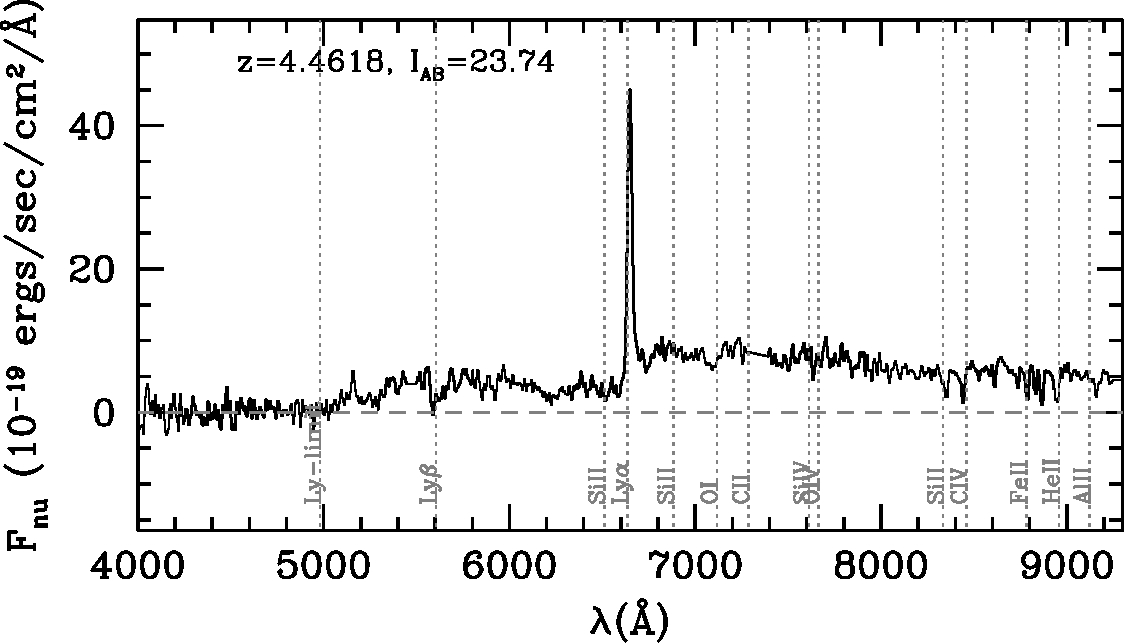 z=4.4618, I_AB=23.74
F_nu (10^-19 ergs/sec/cm²/Å)
40
20
0
Ly-limit
Lyβ
SiII
Lyα
SiII
OI
CII
SiIV
OIV
SiII
CIV
FeII
HeII
AlII
4000 5000 6000 7000 8000 9000
λ(Å)